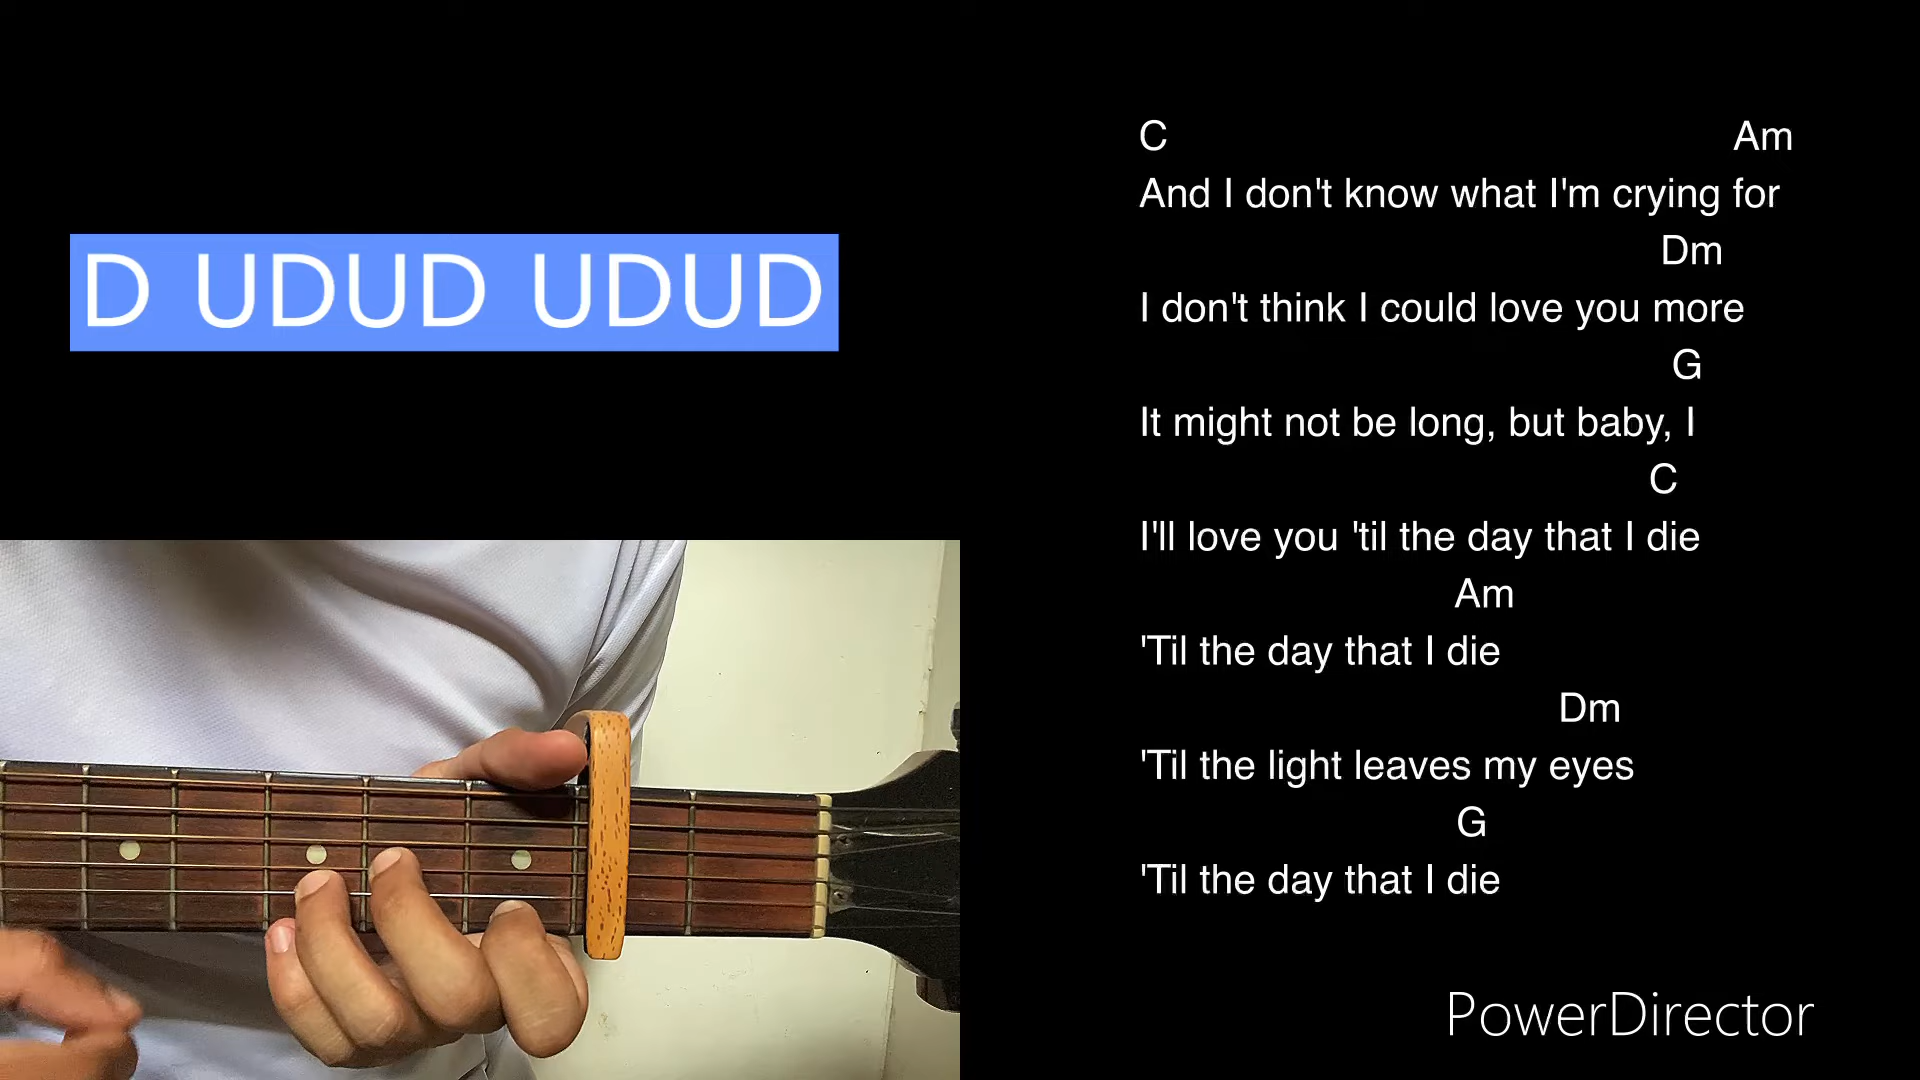 D UDUD UDUD
C Am
And I don't know what I'm crying for
Dm
I don't think I could love you more
G
It might not be long, but baby, I
C
I'll love you 'til the day that I die
Am
'Til the day that I die
Dm
'Til the light leaves my eyes
G
'Til the day that I die
PowerDirector